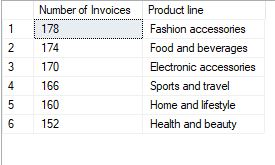 Number of Invoices Product line
1 178 Fashion accessories
2 174 Food and beverages
3 170 Electronic accessories
4 166 Sports and travel
5 160 Home and lifestyle
6 152 Health and beauty